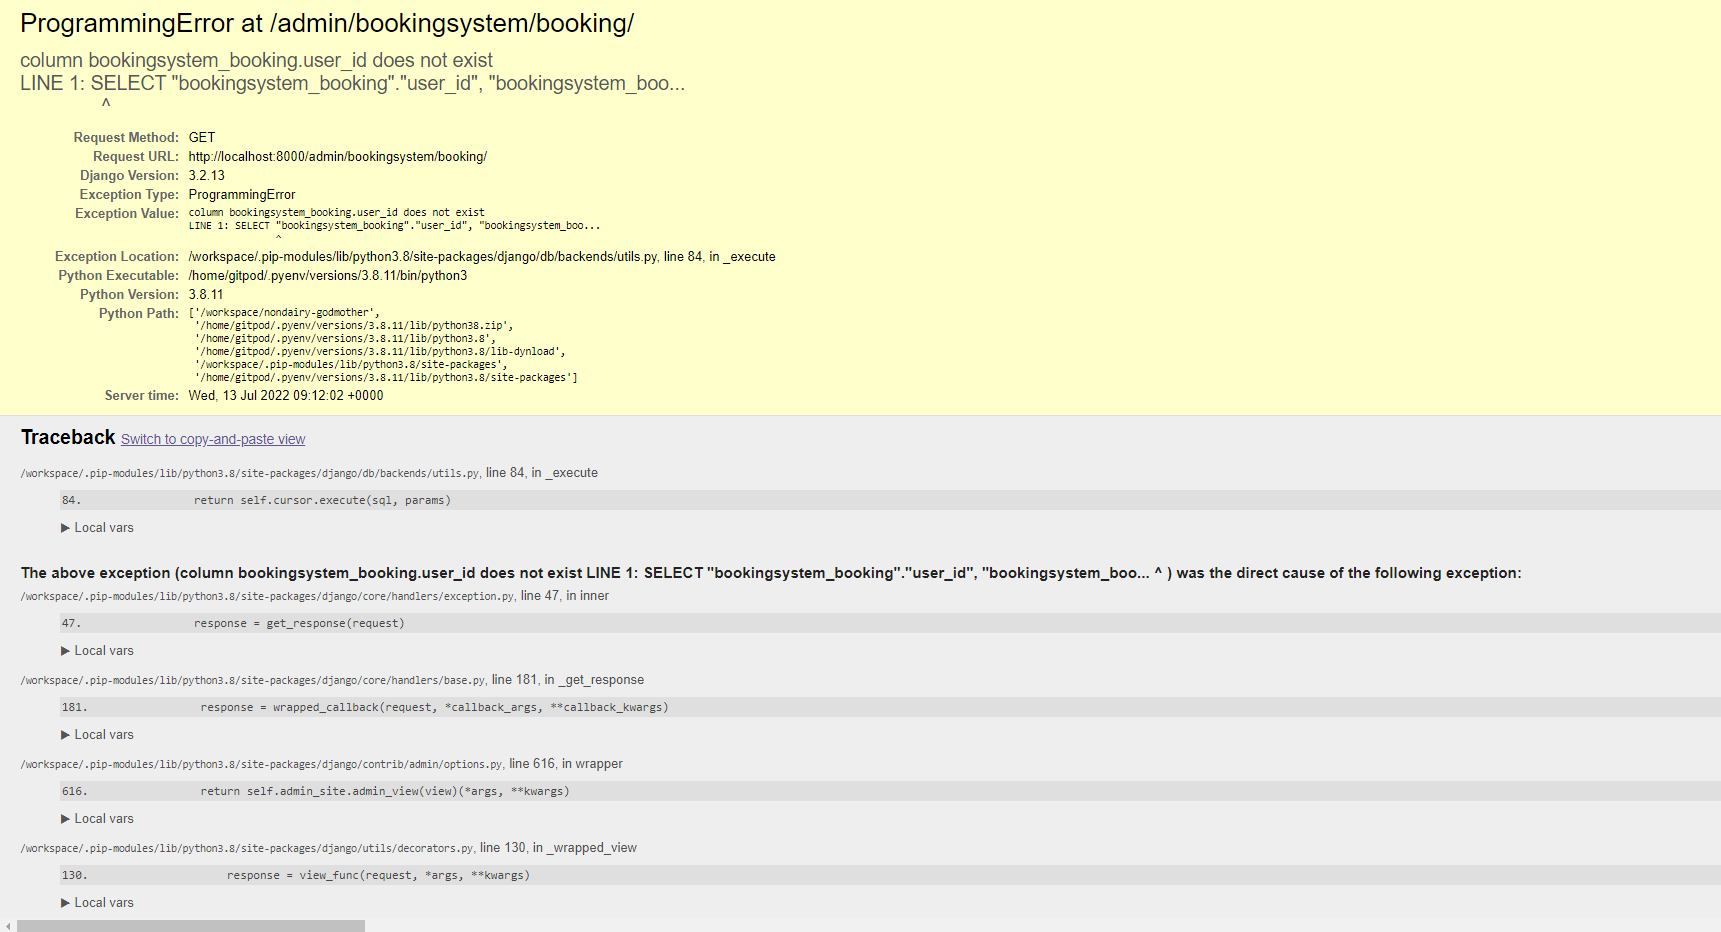 ProgrammingError at /admin/bookingsystem/booking/
column bookingsystem_booking.user_id does not exist
LINE 1: SELECT "bookingsystem_booking"."user_id", "bookingsystem_boo...
^
Request Method: GET
Request URL: http://localhost:8000/admin/bookingsystem/booking/
Django Version: 3.2.13
Exception Type: ProgrammingError
Exception Value: column bookingsystem_booking.user_id does not exist
LINE 1: SELECT "bookingsystem_booking"."user_id", "bookingsystem_boo...
^
Exception Location: /workspace/.pip-modules/lib/python3.8/site-packages/django/db/backends/utils.py, line 84, in _execute
Python Executable: /home/gitpod/.pyenv/versions/3.8.11/bin/python3
Python Version: 3.8.11
Python Path: ['/workspace/nondairy-godmother',
'/home/gitpod/.pyenv/versions/3.8.11/lib/python38.zip',
'/home/gitpod/.pyenv/versions/3.8.11/lib/python3.8',
'/home/gitpod/.pyenv/versions/3.8.11/lib/python3.8/lib-dynload',
'/workspace/.pip-modules/lib/python3.8/site-packages',
'/home/gitpod/.pyenv/versions/3.8.11/lib/python3.8/site-packages']
Server time: Wed, 13 Jul 2022 09:12:02 +0000
Traceback Switch to copy-and-paste view
/workspace/.pip-modules/lib/python3.8/site-packages/django/db/backends/utils.py, line 84, in _execute
84. return self.cursor.execute(sql, params)
▶ Local vars
The above exception (column bookingsystem_booking.user_id does not exist LINE 1: SELECT "bookingsystem_booking"."user_id", "bookingsystem_boo... ^ ) was the direct cause of the following exception:
/workspace/.pip-modules/lib/python3.8/site-packages/django/core/handlers/exception.py, line 47, in inner
47. response = get_response(request)
▶ Local vars
/workspace/.pip-modules/lib/python3.8/site-packages/django/core/handlers/base.py, line 181, in _get_response
181. response = wrapped_callback(request, *callback_args, **callback_kwargs)
▶ Local vars
/workspace/.pip-modules/lib/python3.8/site-packages/django/contrib/admin/options.py, line 616, in wrapper
616. return self.admin_site.admin_view(view)(*args, **kwargs)
▶ Local vars
/workspace/.pip-modules/lib/python3.8/site-packages/django/utils/decorators.py, line 130, in _wrapped_view
130. response = view_func(request, *args, **kwargs)
▶ Local vars